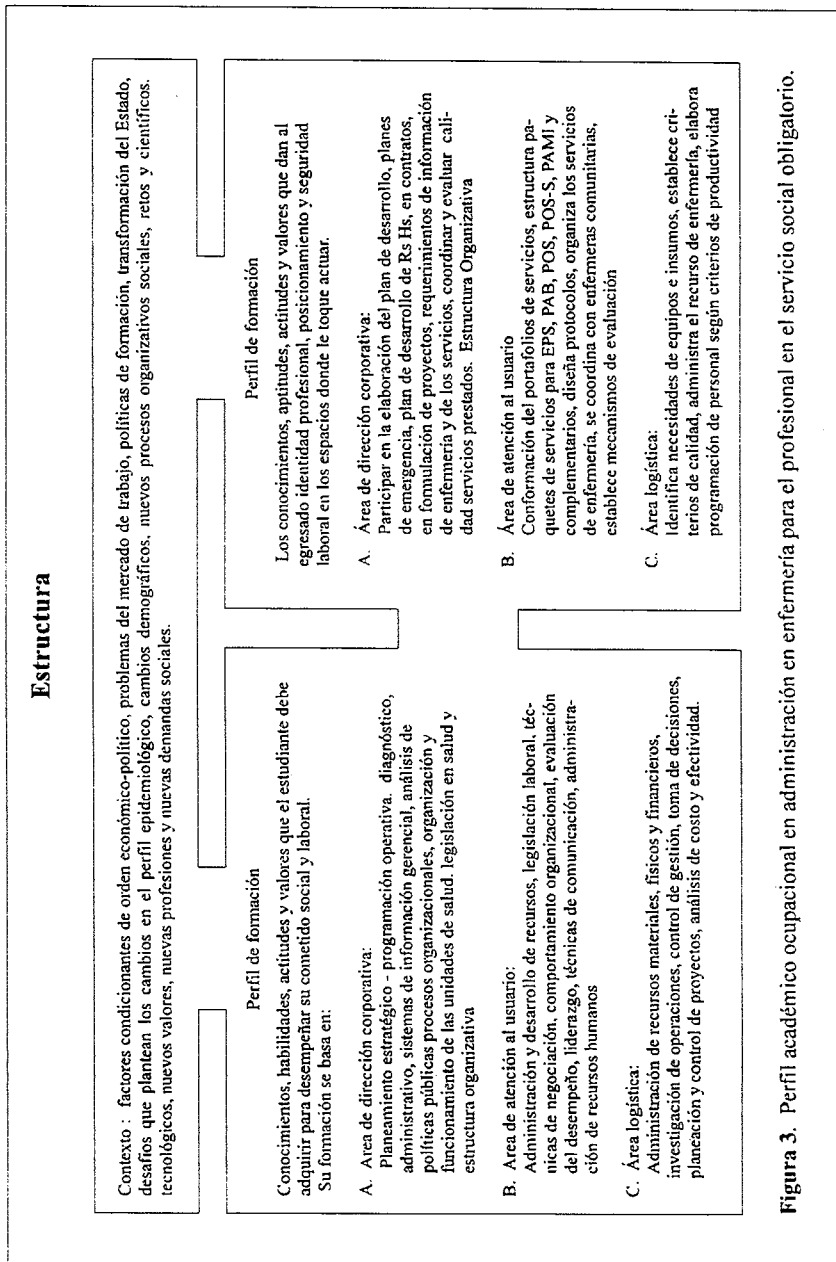 Estructura
Contexto : factores condicionantes de orden económico-político, problemas del mercado de trabajo, políticas de formación, transformación del Estado,
desafíos que plantean los cambios en el perfil epidemiológico, cambios demográficos, nuevos procesos organizativos sociales, retos y científicos.
tecnológicos, nuevos valores, nuevas profesiones y nuevas demandas sociales.
Perfil de formación
Conocimientos, habilidades, actitudes y valores que el estudiante debe
adquirir para desempeñar su cometido social y laboral.
Su formación se basa en:
A. Area de dirección corporativa:
Planeamiento estratégico - programación operativa. diagnóstico,
administrativo, sistemas de información gerencial, análisis de
políticas públicas procesos organizacionales, organización y
funcionamiento de las unidades de salud. legislación en salud y
estructura organizativa
B. Area de atención al usuario:
Administración y desarrollo de recursos, legislación laboral, téc-
nicas de negociación, comportamiento organizacional, evaluación
del desempeño, liderazgo, técnicas de comunicación, administra-
ción de recursos humanos
C. Área logística:
Administración de recursos materiales, físicos y financieros,
investigación de operaciones, control de gestión, toma de decisiones,
planeación y control de proyectos, análisis de costo y efectividad.
Perfil de formación
Los conocimientos, aptitudes, actitudes y valores que dan al
egresado identidad profesional, posicionamiento y seguridad
laboral en los espacios donde le toque actuar.
A. Área de dirección corporativa:
Participar en la elaboración del plan de desarrollo, planes
de emergencia, plan de desarrollo de Rs Hs, en contratos,
en formulación de proyectos, requerimientos de información
de enfermería y de los servicios, coordinar y evaluar cali-
dad servicios prestados. Estructura Organizativa
B. Área de atención al usuario
Conformación del portafolios de servicios, estructura pa-
quetes de servicios para EPS, PAB, POS, POS-S, PAMI y
complementarios, diseña protocolos, organiza los servicios
de enfermería, se coordina con enfermeras comunitarias,
establece mecanismos de evaluación
C. Área logística:
Identifica necesidades de equipos e insumos, establece cri-
terios de calidad, administra el recurso de enfermería, elabora
programación de personal según criterios de productividad
Figura 3. Perfil académico ocupacional en administración en enfermería para el profesional en el servicio social obligatorio.